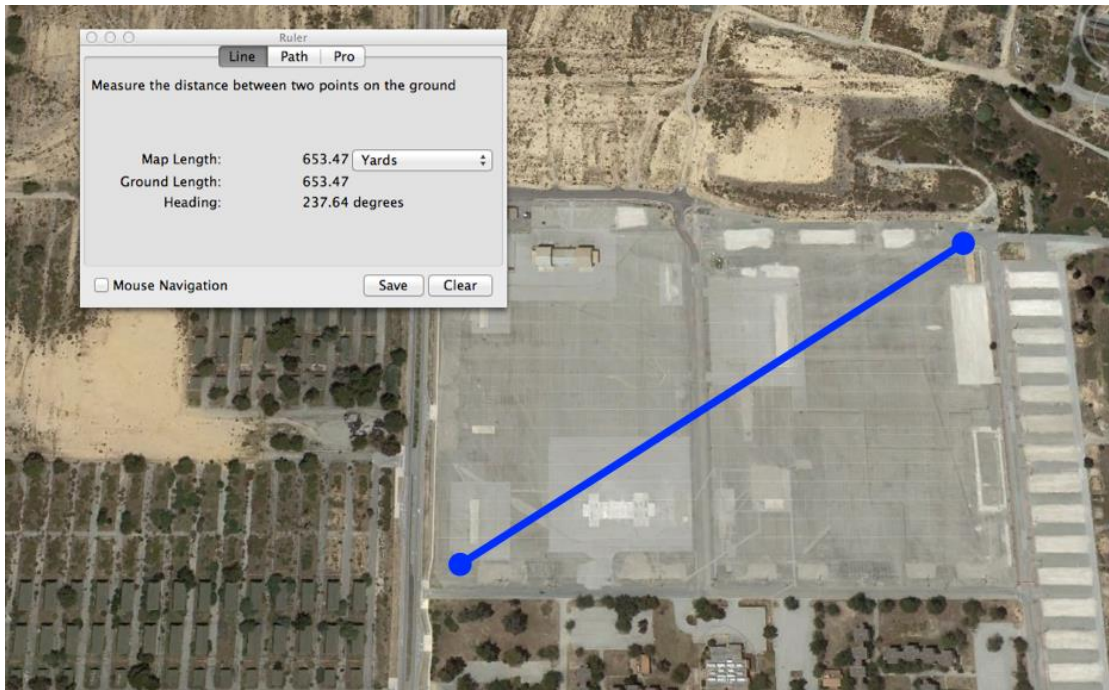 Ruler
Line Path Pro
Measure the distance between two points on the ground
Map Length: 653.47 Yards
Ground Length: 653.47
Heading: 237.64 degrees
Mouse Navigation Save Clear